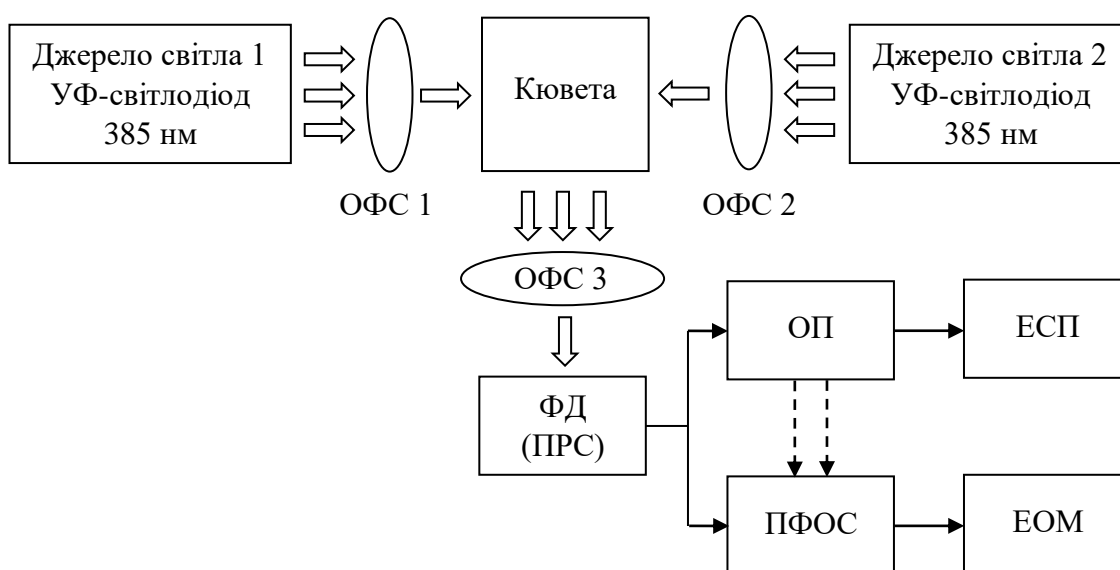 Джерело світла 1
УФ-світлодіод
385 нм
Кювета
Джерело світла 2
УФ-світлодіод
385 нм
ОФС 1
ОФС 2
ОФС 3
ОП
ЕСП
ФД
(ПРС)
ПФОС
ЕОМ